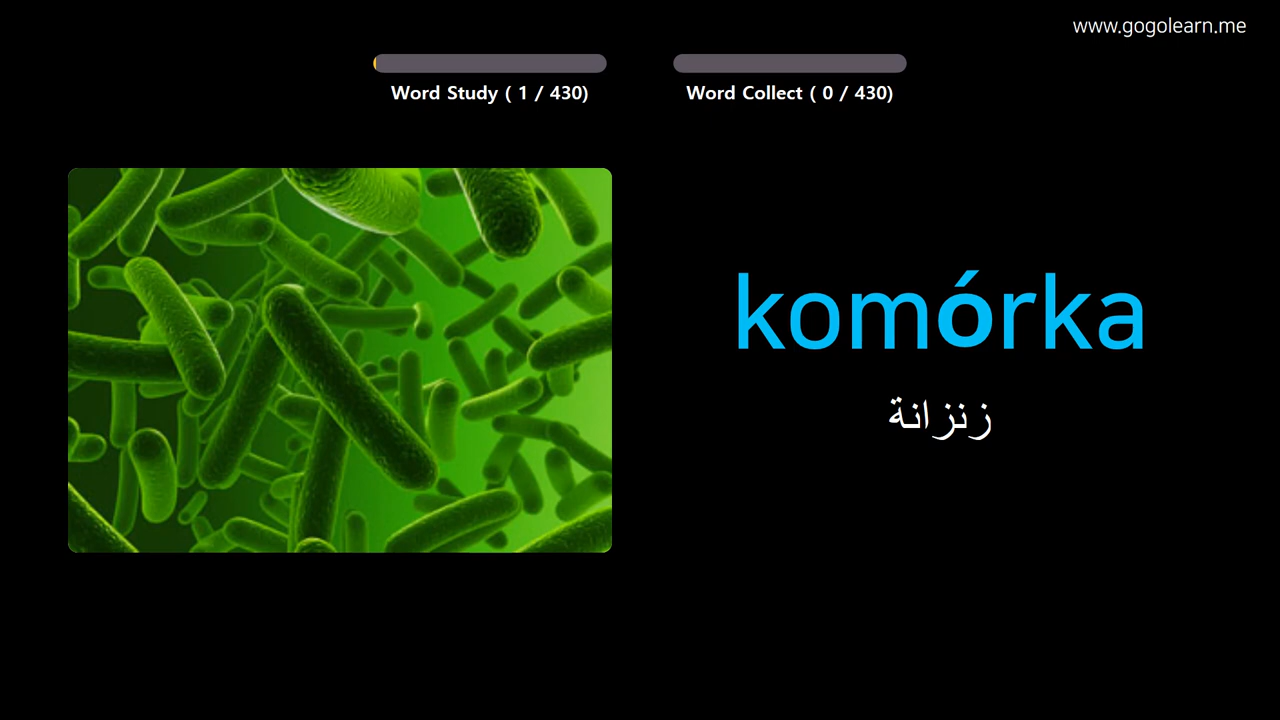 www.gogolearn.me
Word Study ( 1 / 430)
Word Collect ( 0 / 430)
komórka
زنزانة